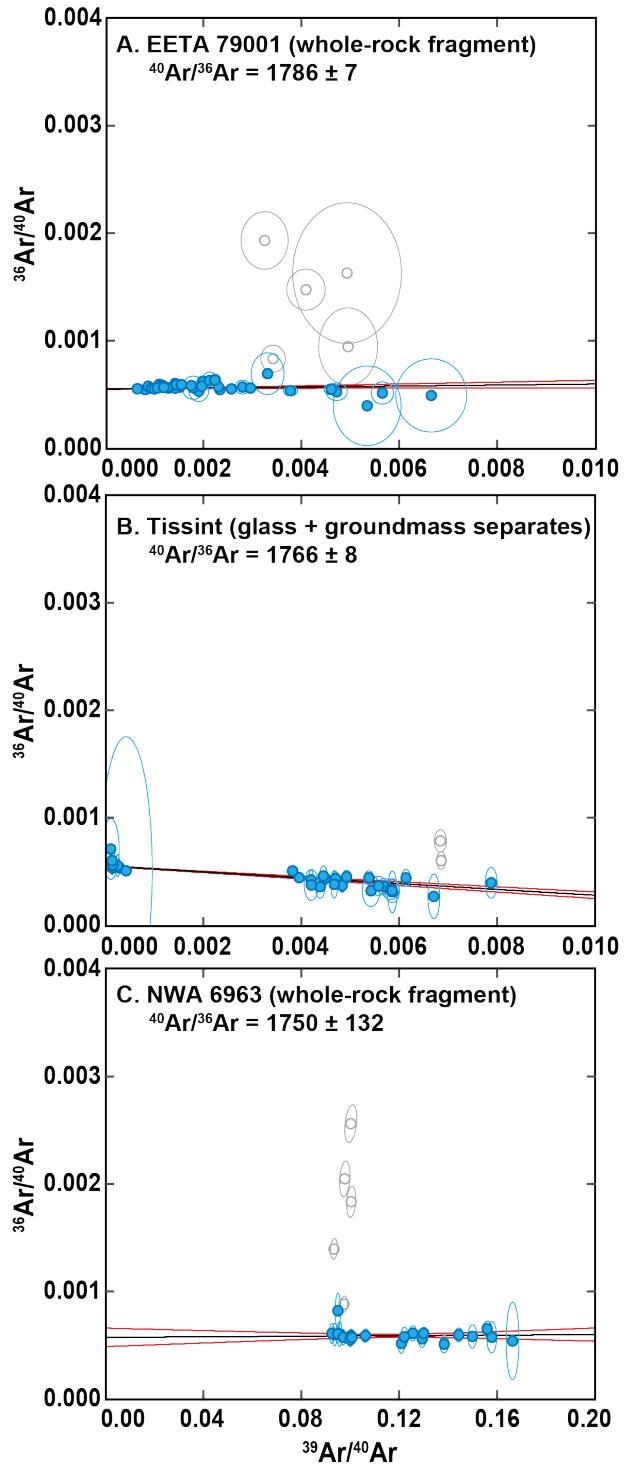 0.004
A. EETA 79001 (whole-rock fragment)
⁴⁰Ar/³⁶Ar = 1786 ± 7
0.003
³⁶Ar/⁴⁰Ar
0.002
0.001
0.000
0.000 0.002 0.004 0.006 0.008 0.010
0.004
B. Tissint (glass + groundmass separates)
⁴⁰Ar/³⁶Ar = 1766 ± 8
0.003
³⁶Ar/⁴⁰Ar
0.002
0.001
0.000
0.000 0.002 0.004 0.006 0.008 0.010
0.004
C. NWA 6963 (whole-rock fragment)
⁴⁰Ar/³⁶Ar = 1750 ± 132
0.003
³⁶Ar/⁴⁰Ar
0.002
0.001
0.000
0.00 0.04 0.08 0.12 0.16 0.20
³⁹Ar/⁴⁰Ar